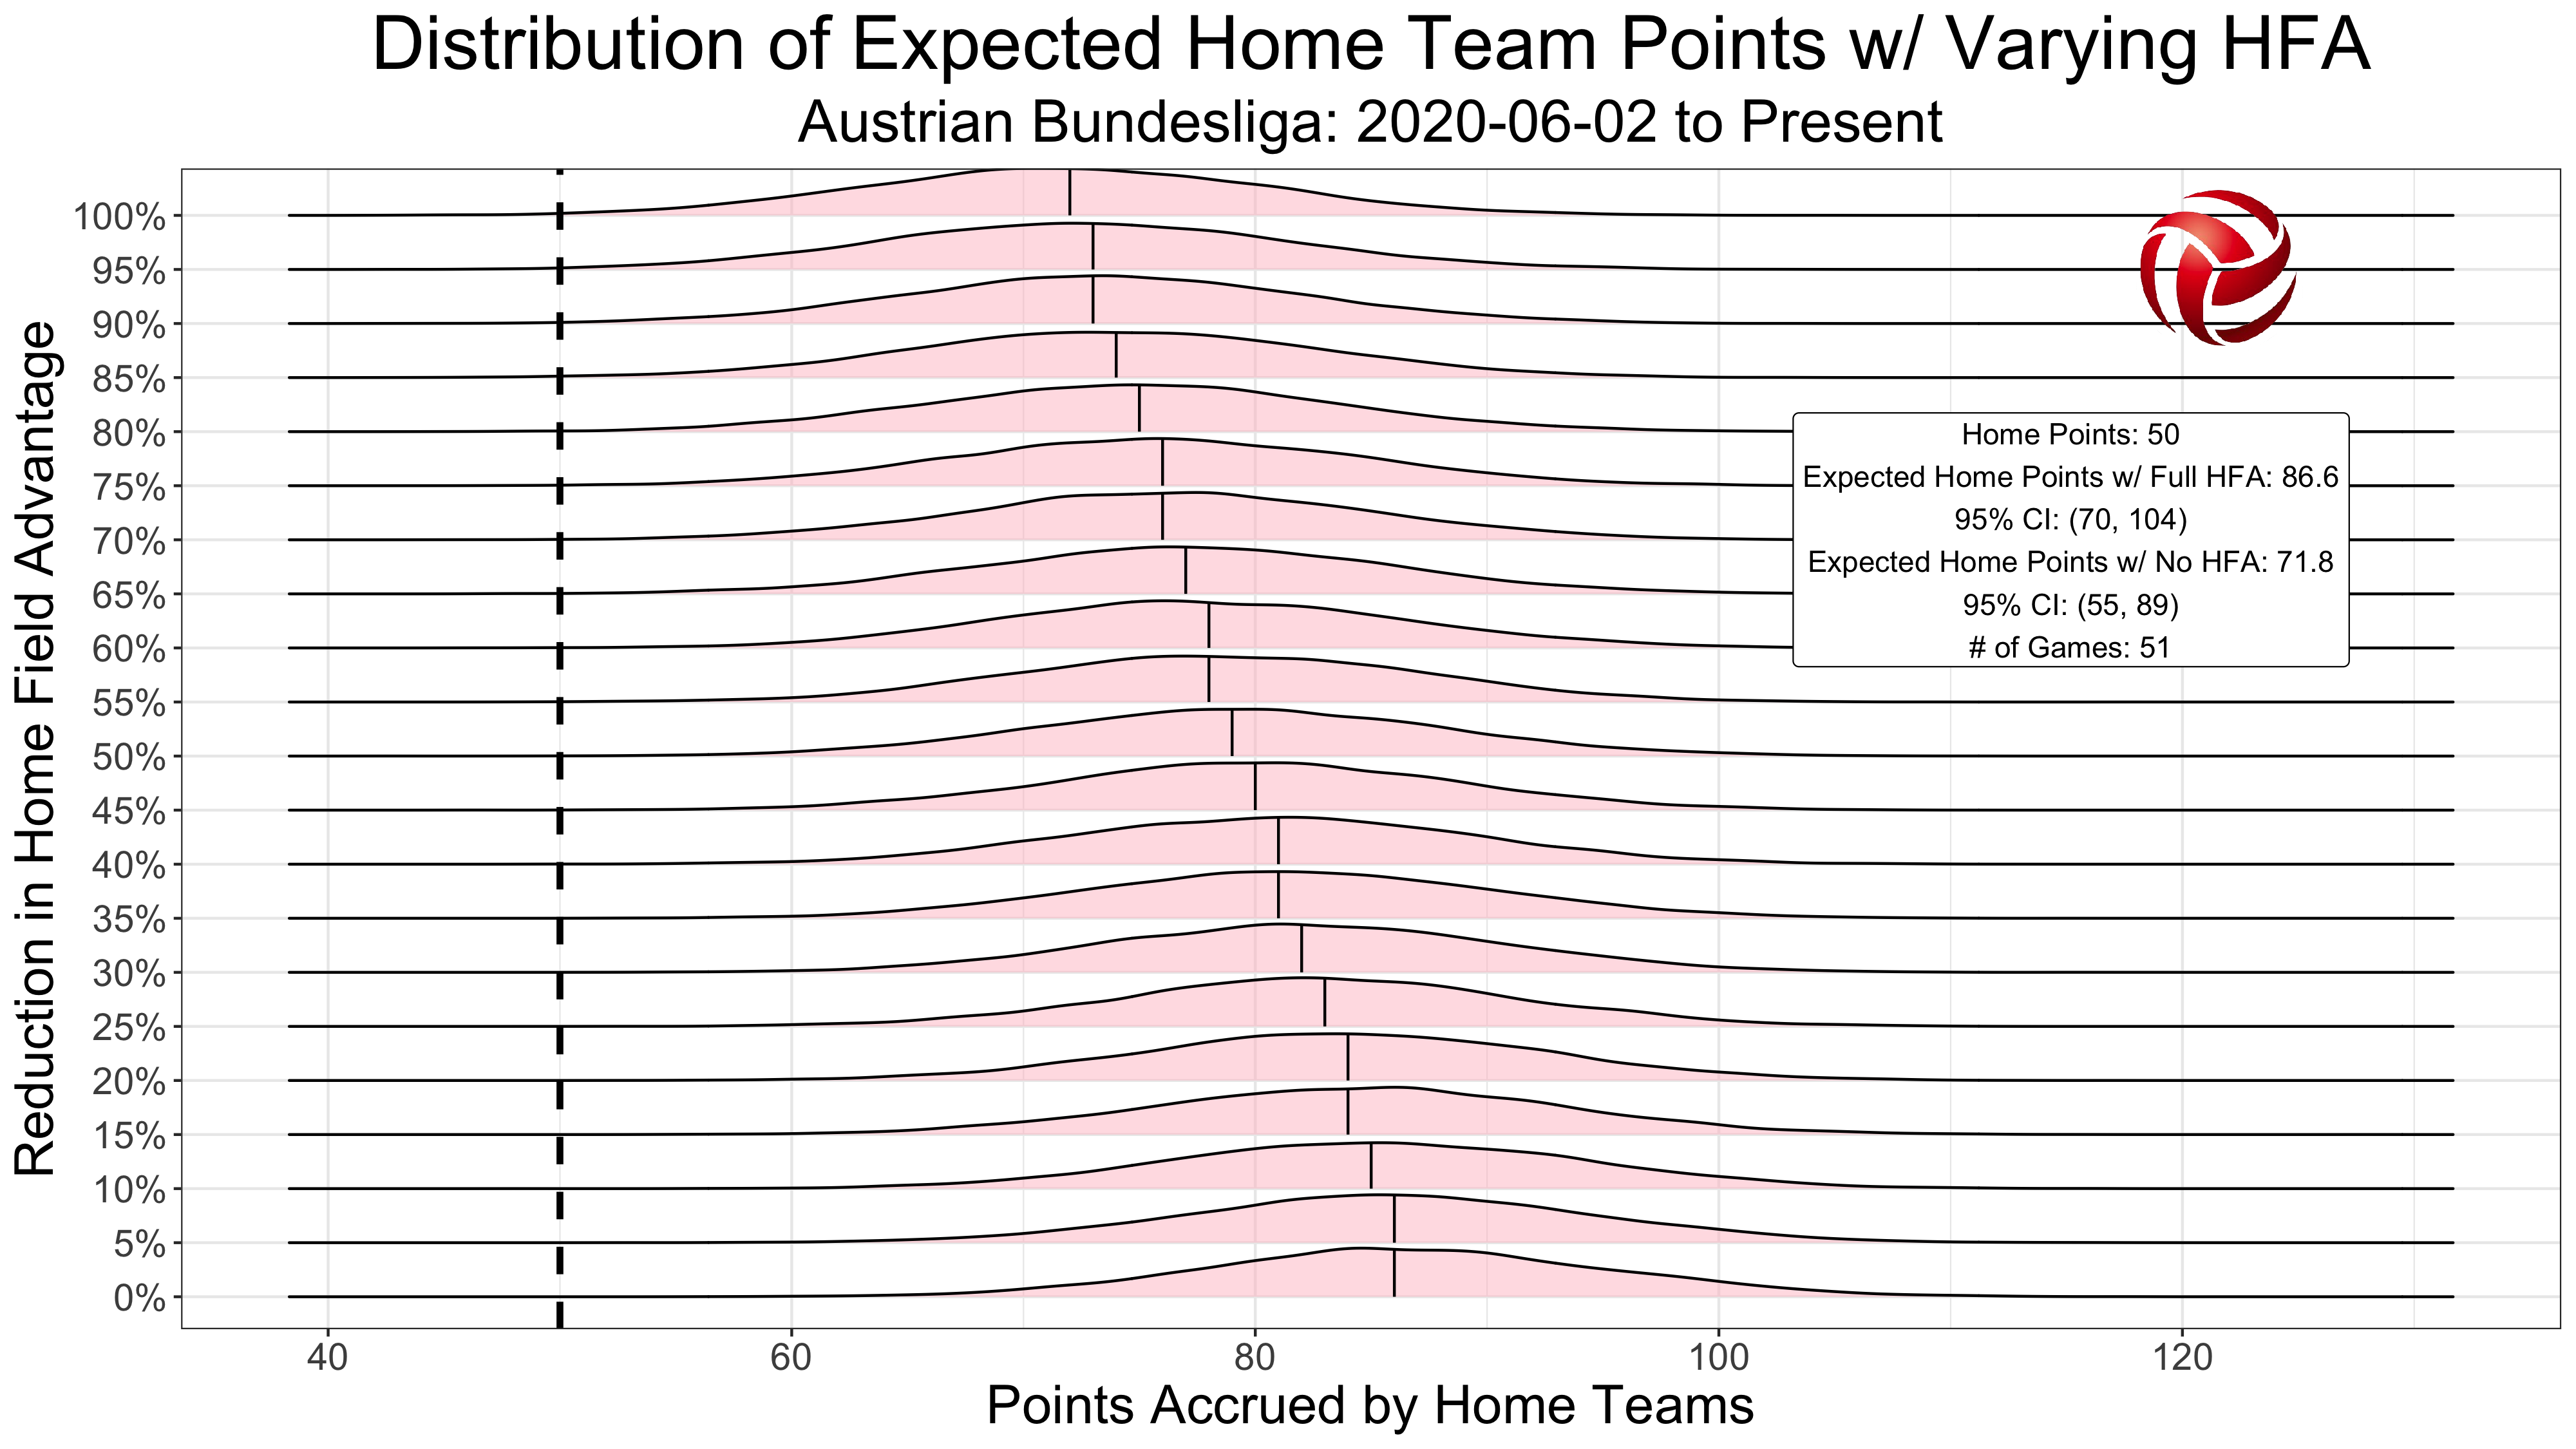 Distribution of Expected Home Team Points w/ Varying HFA
Austrian Bundesliga: 2020-06-02 to Present
Reduction in Home Field Advantage
100%
95%
90%
85%
80%
75%
70%
65%
60%
55%
50%
45%
40%
35%
30%
25%
20%
15%
10%
5%
0%
Home Points: 50
Expected Home Points w/ Full HFA: 86.6
95% CI: (70, 104)
Expected Home Points w/ No HFA: 71.8
95% CI: (55, 89)
# of Games: 51
40 60 80 100 120
Points Accrued by Home Teams